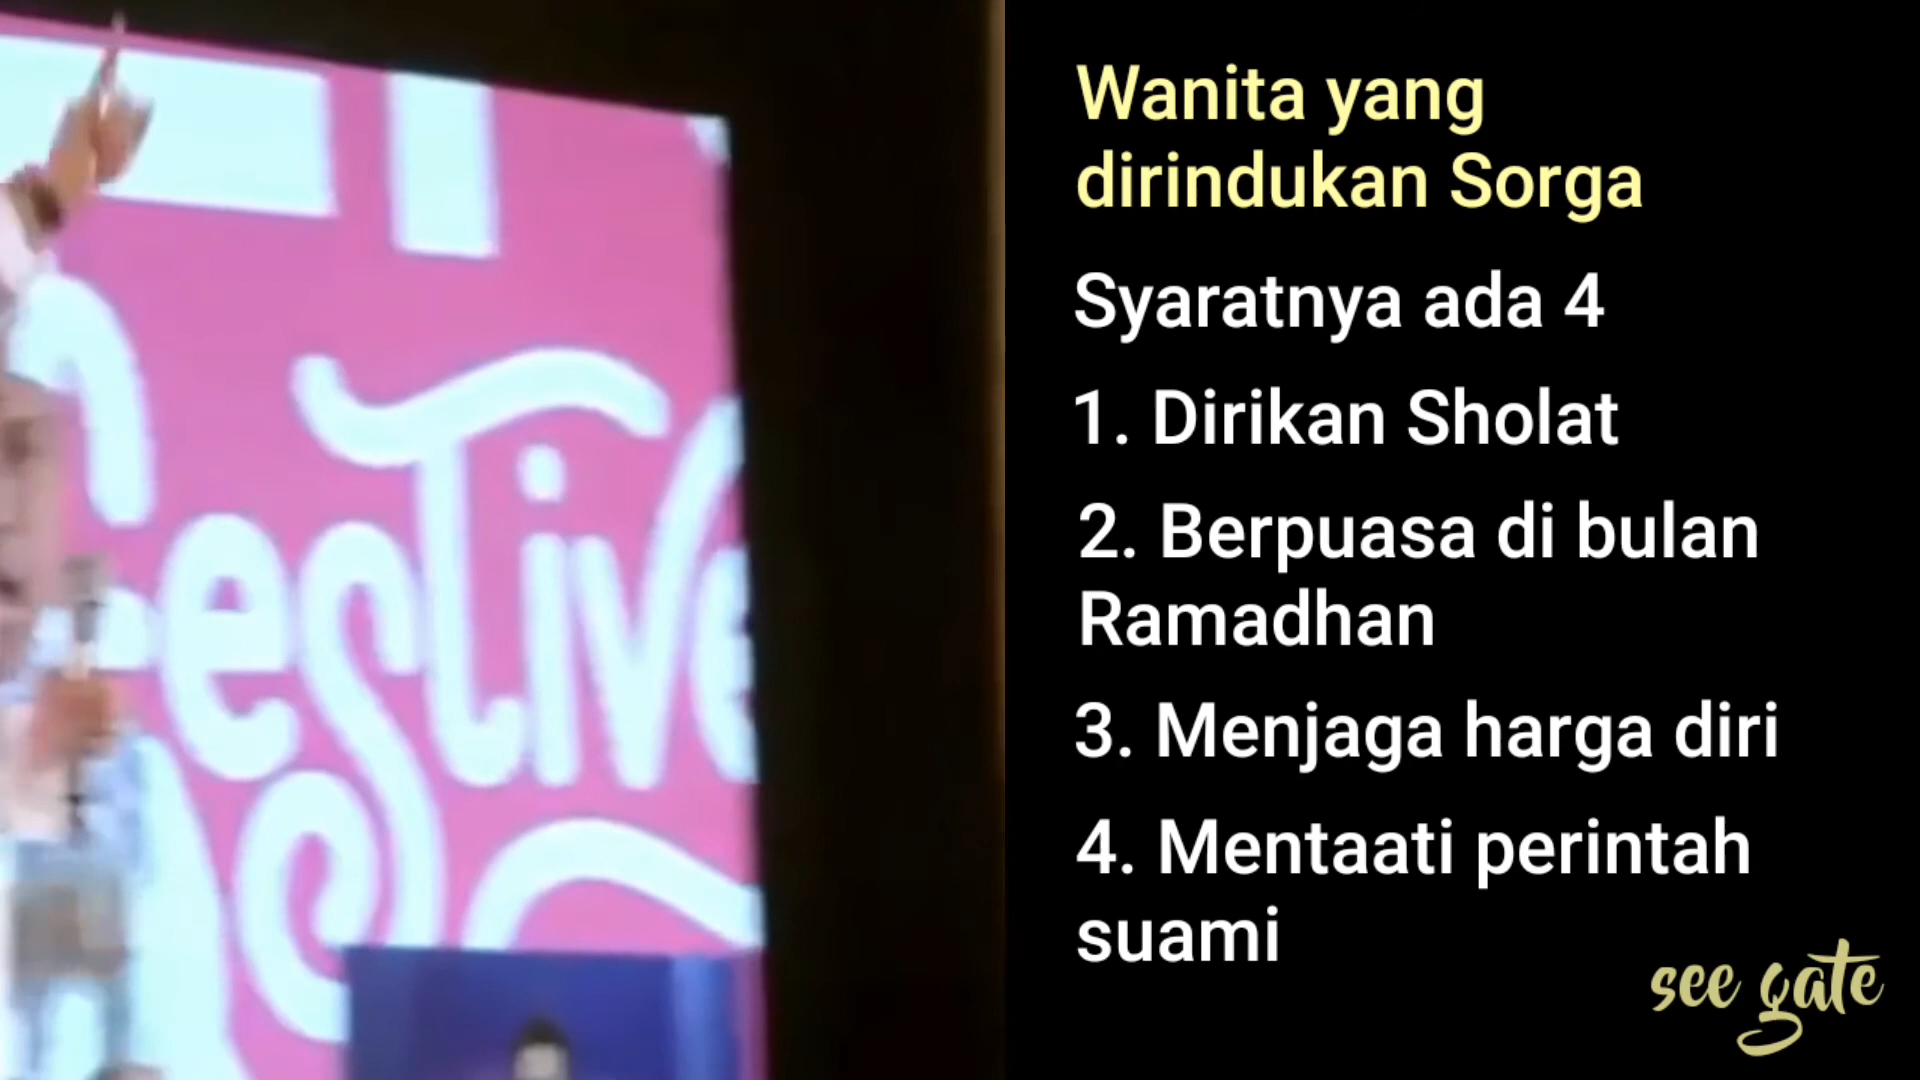 Festive
Wanita yang
dirindukan Sorga
Syaratnya ada 4
1. Dirikan Sholat
2. Berpuasa di bulan
Ramadhan
3. Menjaga harga diri
4. Mentaati perintah
suami
see gate